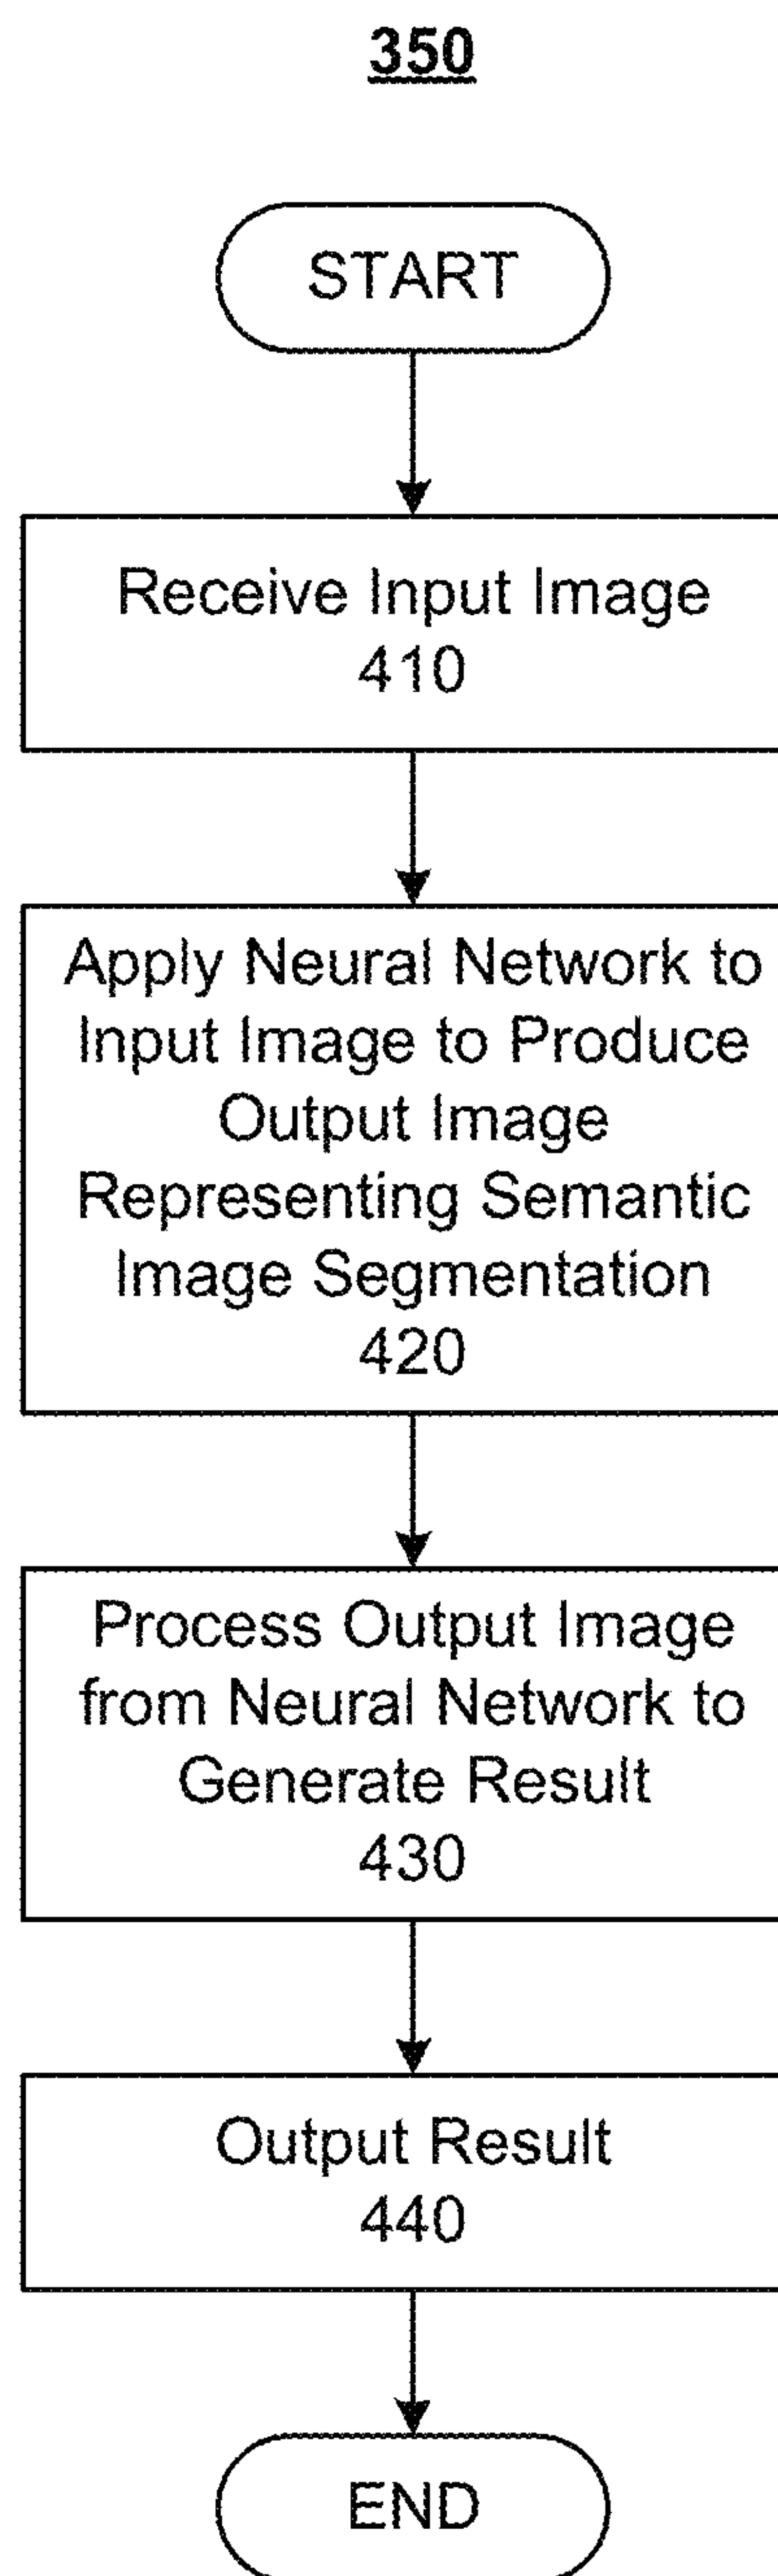 350
START
Receive Input Image
410
Apply Neural Network to
Input Image to Produce
Output Image
Representing Semantic
Image Segmentation
420
Process Output Image
from Neural Network to
Generate Result
430
Output Result
440
END